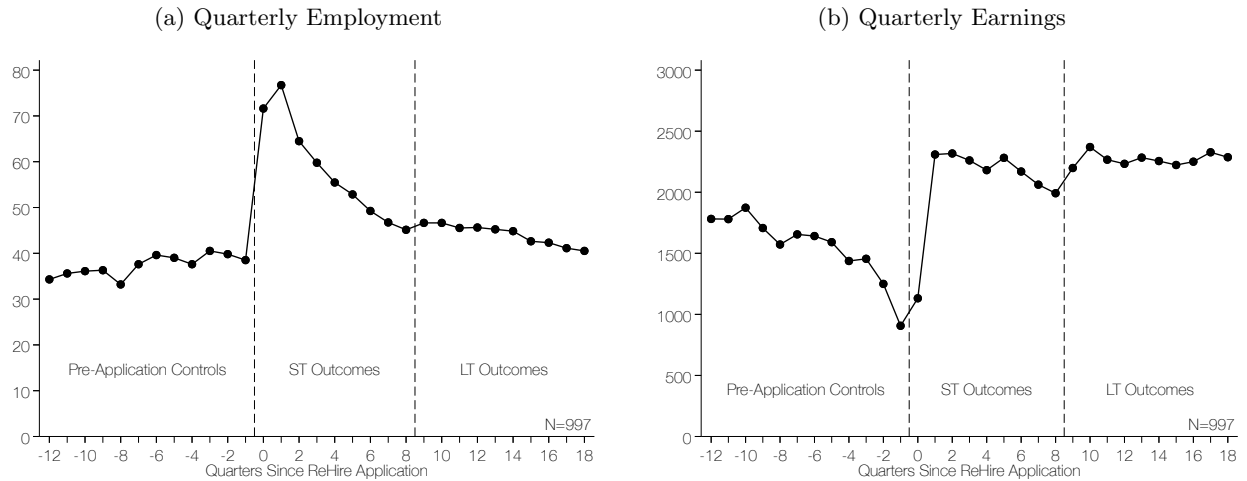 (a) Quarterly Employment
80
70
60
50
40
30
20
10
0
Pre-Application Controls
ST Outcomes
LT Outcomes
N=997
-12 -10 -8 -6 -4 -2 0 2 4 6 8 10 12 14 16 18
Quarters Since ReHire Application
(b) Quarterly Earnings
3000
2500
2000
1500
1000
500
0
Pre-Application Controls
ST Outcomes
LT Outcomes
N=997
-12 -10 -8 -6 -4 -2 0 2 4 6 8 10 12 14 16 18
Quarters Since ReHire Application